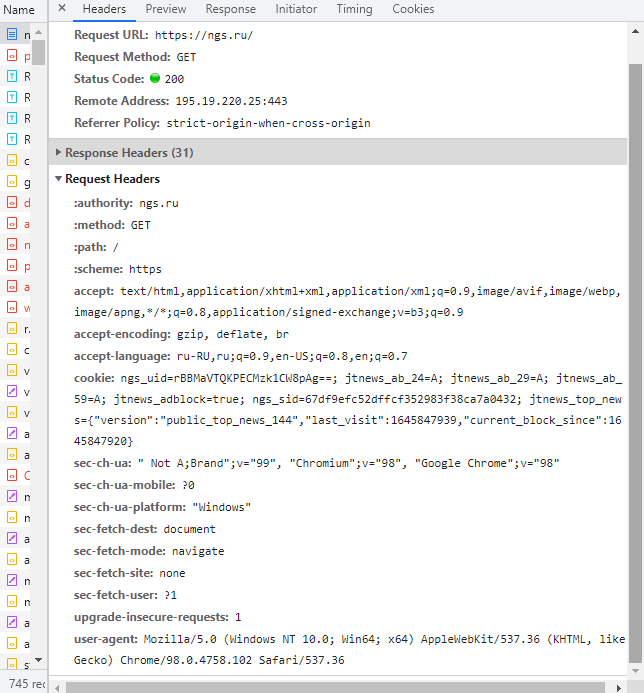 Name
Headers Preview Response Initiator Timing Cookies
Request URL: https://ngs.ru/
Request Method: GET
Status Code: 200
Remote Address: 195.19.220.25:443
Referrer Policy: strict-origin-when-cross-origin
Response Headers (31)
Request Headers
:authority: ngs.ru
:method: GET
:path: /
:scheme: https
accept: text/html,application/xhtml+xml,application/xml;q=0.9,image/avif,image/webp,
image/apng,*/*;q=0.8,application/signed-exchange;v=b3;q=0.9
accept-encoding: gzip, deflate, br
accept-language: ru-RU,ru;q=0.9,en-US;q=0.8,en;q=0.7
cookie: ngs_uid=rBBMaVTQKPECMzk1CW8pAg==; jtnews_ab_24=A; jtnews_ab_29=A; jtnews_ab_
59=A; jtnews_adblock=true; ngs_sid=67df9efc52dffcf352983f38ca7a0432; jtnews_top_new
s={"version":"public_top_news_144","last_visit":1645847939,"current_block_since":16
45847920}
sec-ch-ua: " Not A;Brand";v="99", "Chromium";v="98", "Google Chrome";v="98"
sec-ch-ua-mobile: ?0
sec-ch-ua-platform: "Windows"
sec-fetch-dest: document
sec-fetch-mode: navigate
sec-fetch-site: none
sec-fetch-user: ?1
upgrade-insecure-requests: 1
user-agent: Mozilla/5.0 (Windows NT 10.0; Win64; x64) AppleWebKit/537.36 (KHTML, like
Gecko) Chrome/98.0.4758.102 Safari/537.36
745 rec